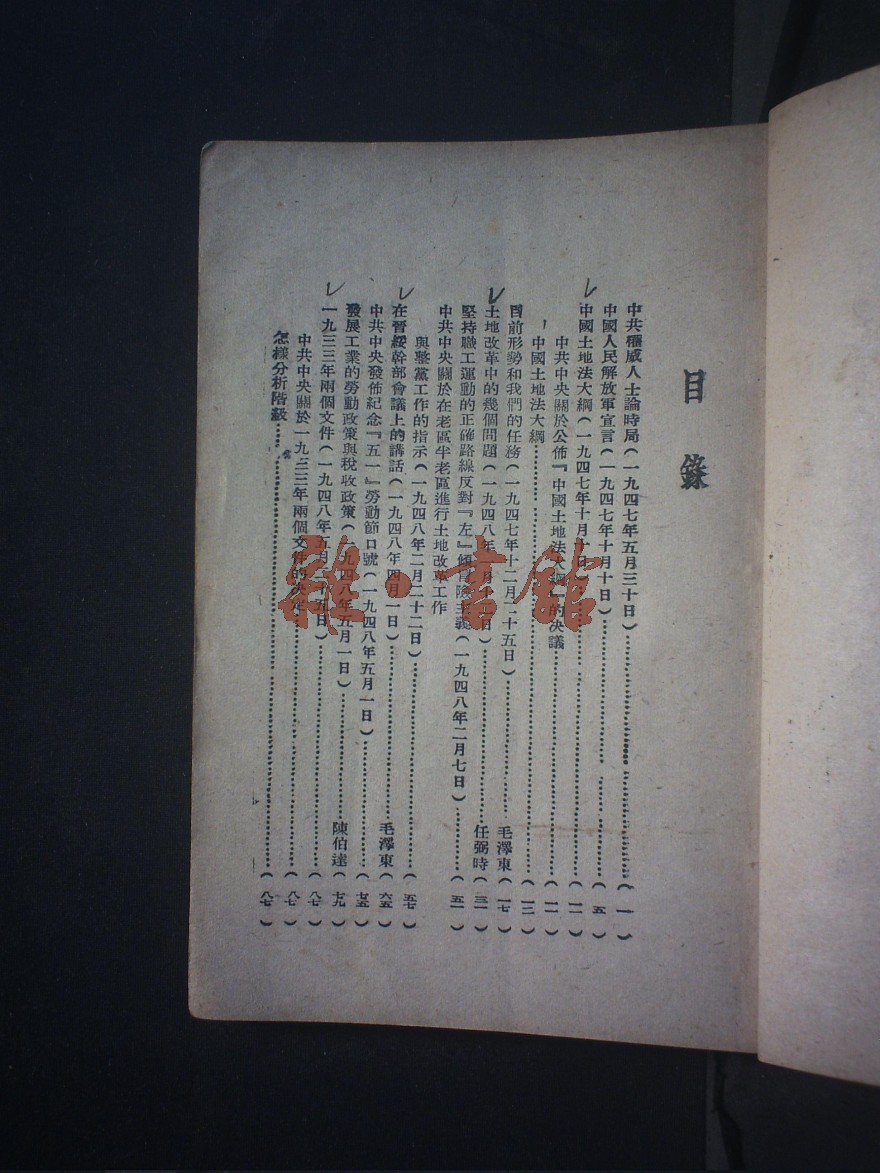 目錄
中共權威人士論時局(一九四七年五月三十日)……(一)
中國人民解放軍宣言(一九四七年十月十日)……(五)
中國土地法大綱(一九四七年十月十日)……(一一)
中共中央關於公佈『中國土地法大綱』的決議……(一一)
中國土地法大綱……(一二)
目前形勢和我們的任務(一九四七年十二月二十五日)……毛澤東(一七)
土地改革中的幾個問題(一九四八年一月十二日)……任弼時(三一)
堅持職工運動的正確路線反對『左』傾冒險主義(一九四八年二月七日)……(五一)
中共中央關於在老區半老區進行土地改革工作
與整黨工作的指示(一九四八年二月二十二日)……(五七)
在晉綏幹部會議上的講話(一九四八年四月一日)……毛澤東(六五)
中共中央發佈紀念『五一』勞動節口號(一九四八年五月一日)……(七五)
發展工業的勞動政策與稅收政策(一九四八年五月一日)……陳伯達(七九)
一九三三年兩個文件(一九四八年五月二十五日)……(八七)
中共中央關於一九三三年兩個文件的決定……(八七)
怎樣分析階級……(八七)
雜·書館